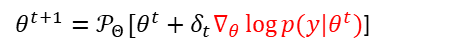 θ^{t+1} = 𝒫_Θ[θ^t + δ_t ∇_θ log p(y|θ^t)]